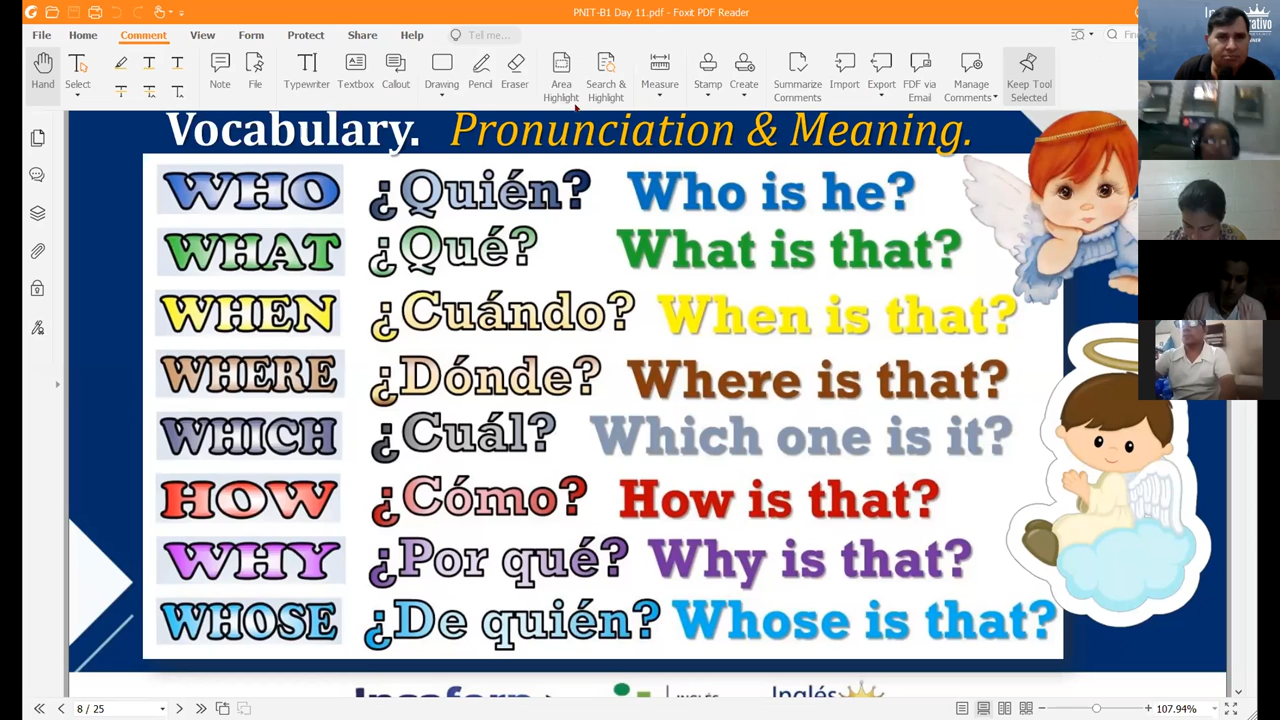 PNIT-B1 Day 11.pdf - Foxit PDF Reader
File Home Comment View Form Protect Share Help Tell me...
Hand Select Note File Typewriter Textbox Callout Drawing Pencil Eraser Area Highlight Search & Highlight Measure Stamp Create Summarize Comments Import Export FDF via Email Manage Comments Keep Tool Selected
Vocabulary. Pronunciation & Meaning.
WHO ¿Quién? Who is he?
WHAT ¿Qué? What is that?
WHEN ¿Cuándo? When is that?
WHERE ¿Dónde? Where is that?
WHICH ¿Cuál? Which one is it?
HOW ¿Cómo? How is that?
WHY ¿Por qué? Why is that?
WHOSE ¿De quién? Whose is that?
INGLÉS Inglés
8 / 25 107.94%